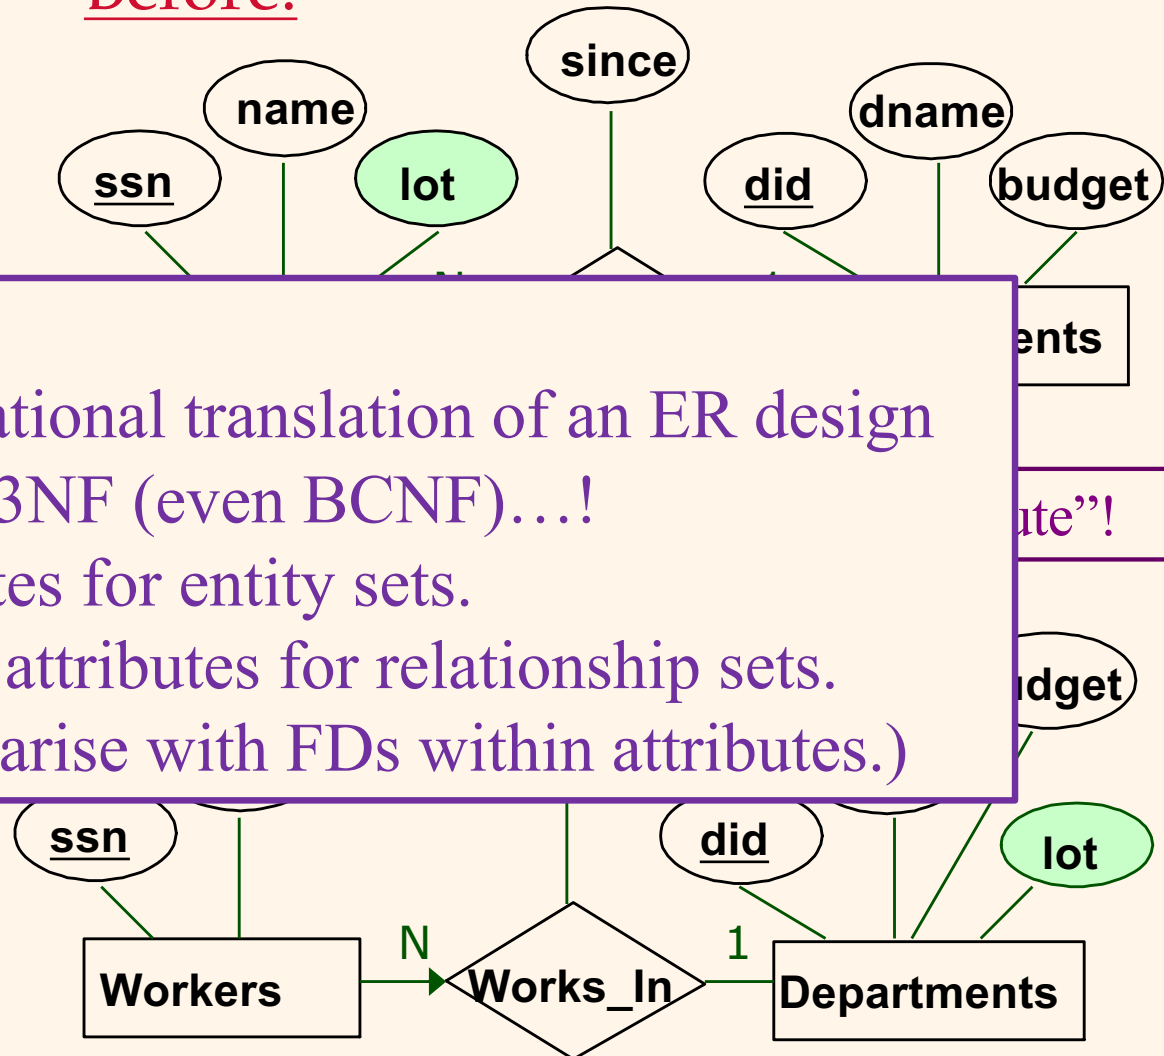 Before:
since
name
dname
ssn
lot
did
budget
ational translation of an ER design
3NF (even BCNF)…!
tes for entity sets.
attributes for relationship sets.
arise with FDs within attributes.)
ents
ute”!
dget
ssn
did
lot
N
1
Workers
Works_In
Departments